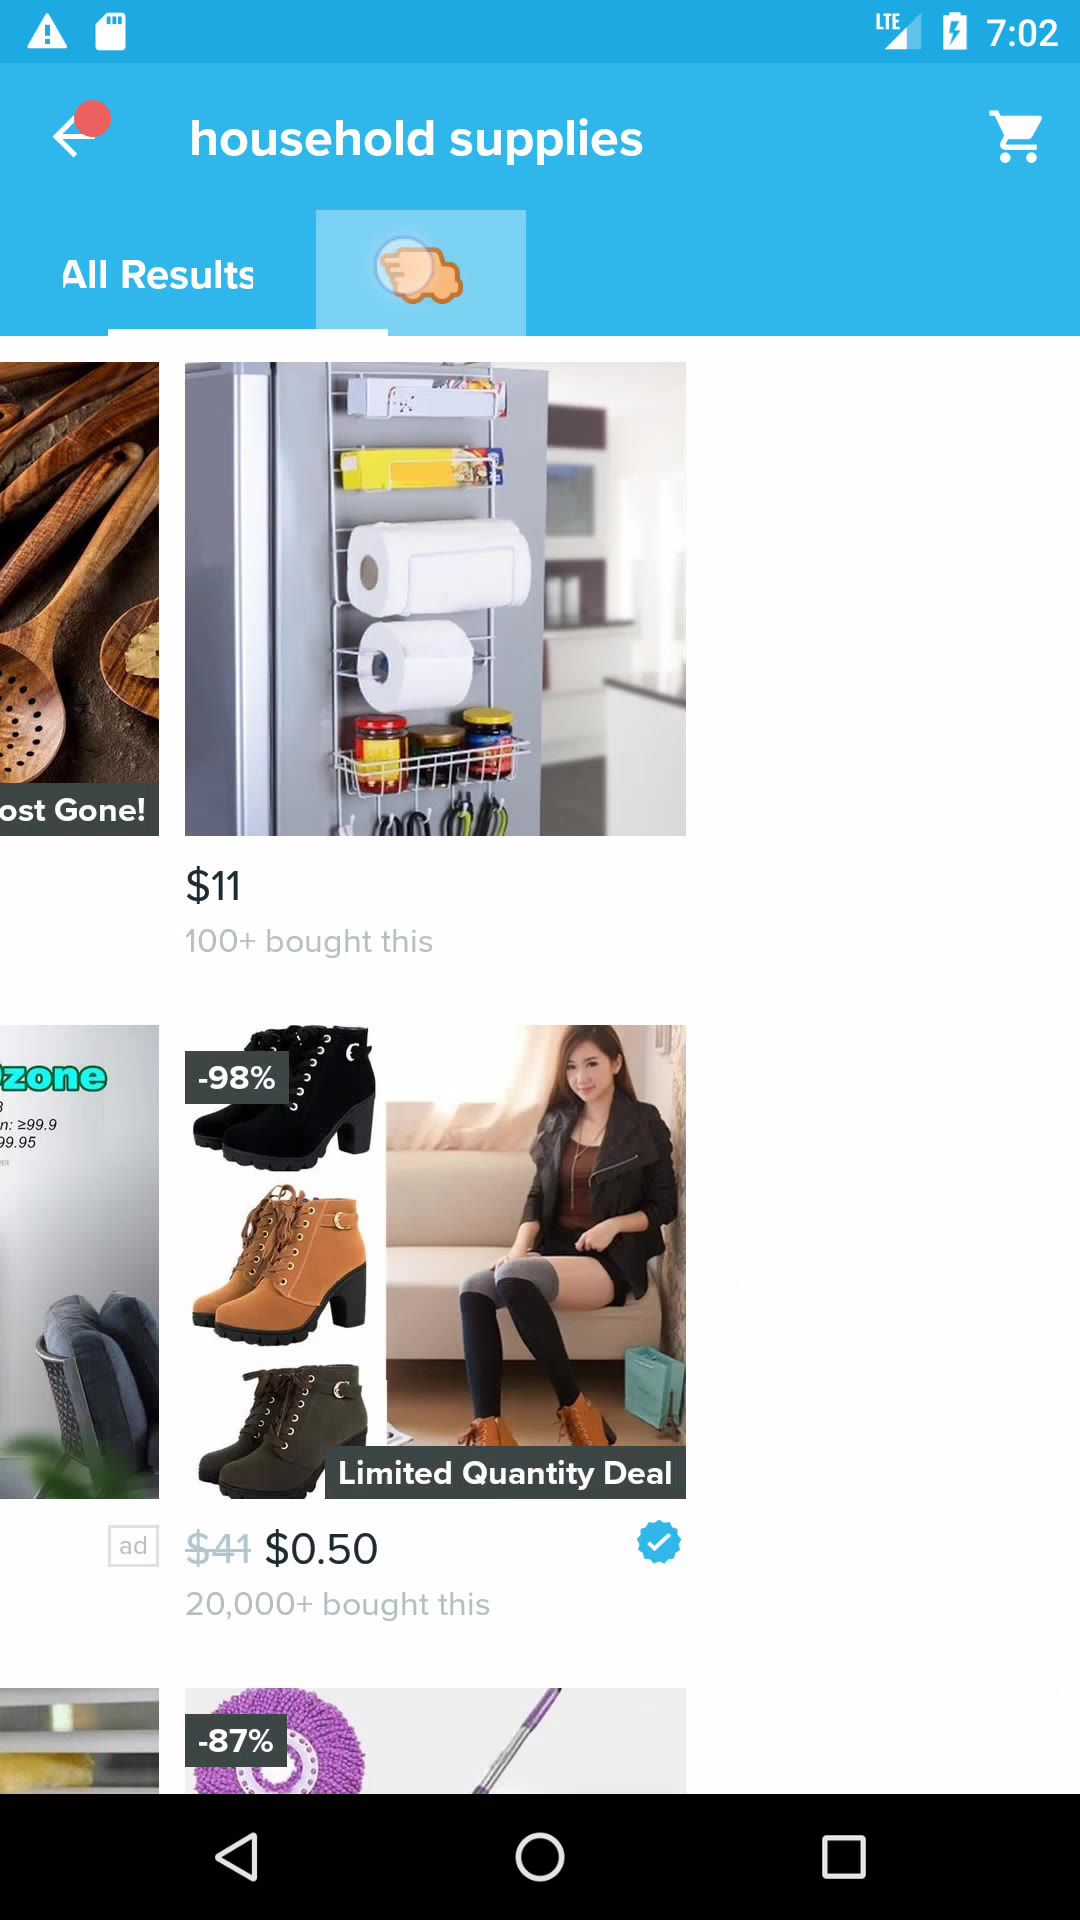 LTE 7:02
household supplies
All Results
ost Gone!
$11
100+ bought this
zone
n: ≥99.9
99.95
-98%
Limited Quantity Deal
ad
$41 $0.50
20,000+ bought this
-87%